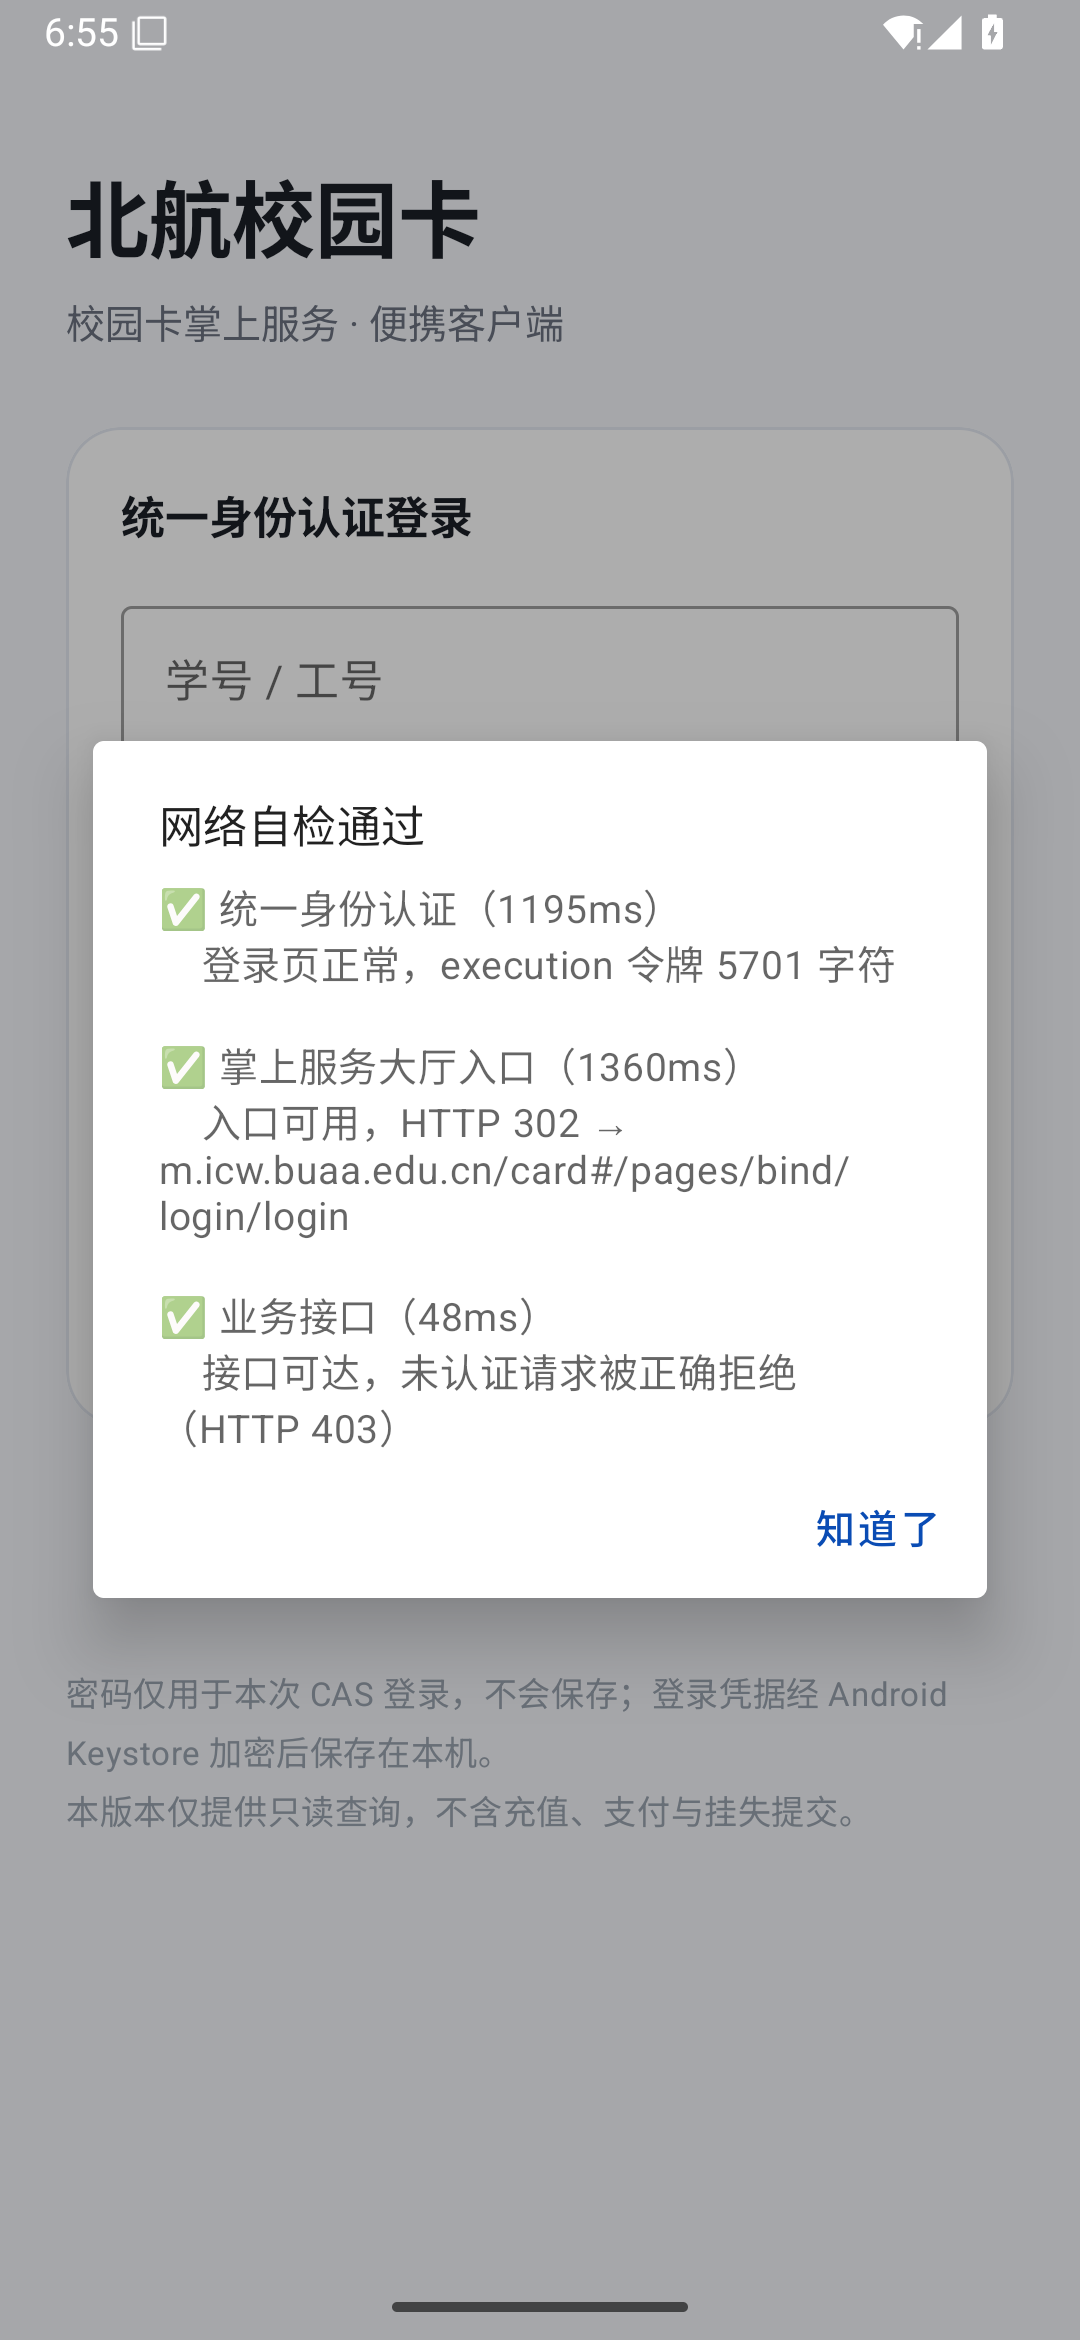 6:55
北航校园卡
校园卡掌上服务 · 便携客户端
统一身份认证登录
学号 / 工号
网络自检通过
✅ 统一身份认证（1195ms）
登录页正常，execution 令牌 5701 字符
✅ 掌上服务大厅入口（1360ms）
入口可用，HTTP 302 →
m.icw.buaa.edu.cn/card#/pages/bind/
login/login
✅ 业务接口（48ms）
接口可达，未认证请求被正确拒绝
（HTTP 403）
知道了
密码仅用于本次 CAS 登录，不会保存；登录凭据经 Android
Keystore 加密后保存在本机。
本版本仅提供只读查询，不含充值、支付与挂失提交。